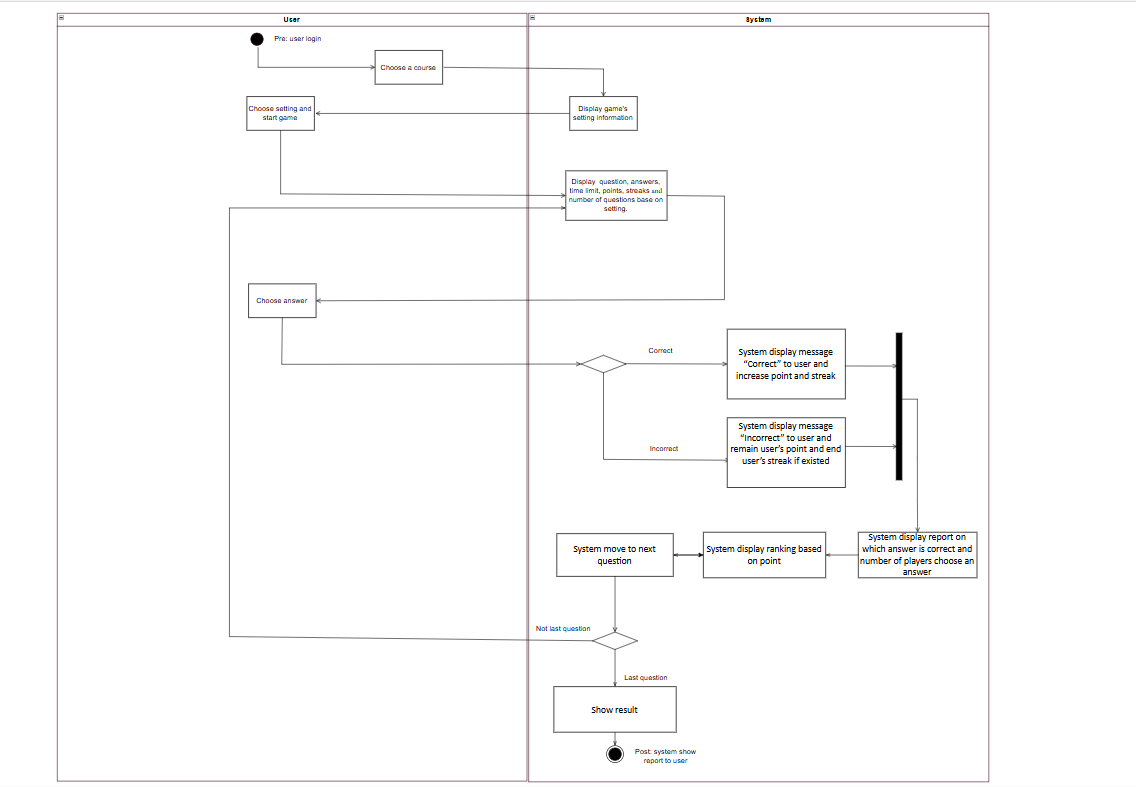 User
System
Pre: user login
Choose a course
Choose setting and
start game
Display game's
setting information
Display question, answers,
time limit, points, streaks and
number of questions base on
setting.
Choose answer
Correct
System display message
“Correct” to user and
increase point and streak
Incorrect
System display message
“Incorrect” to user and
remain user’s point and end
user’s streak if existed
System move to next
question
System display ranking based
on point
System display report on
which answer is correct and
number of players choose an
answer
Not last question
Last question
Show result
Post: system show
report to user